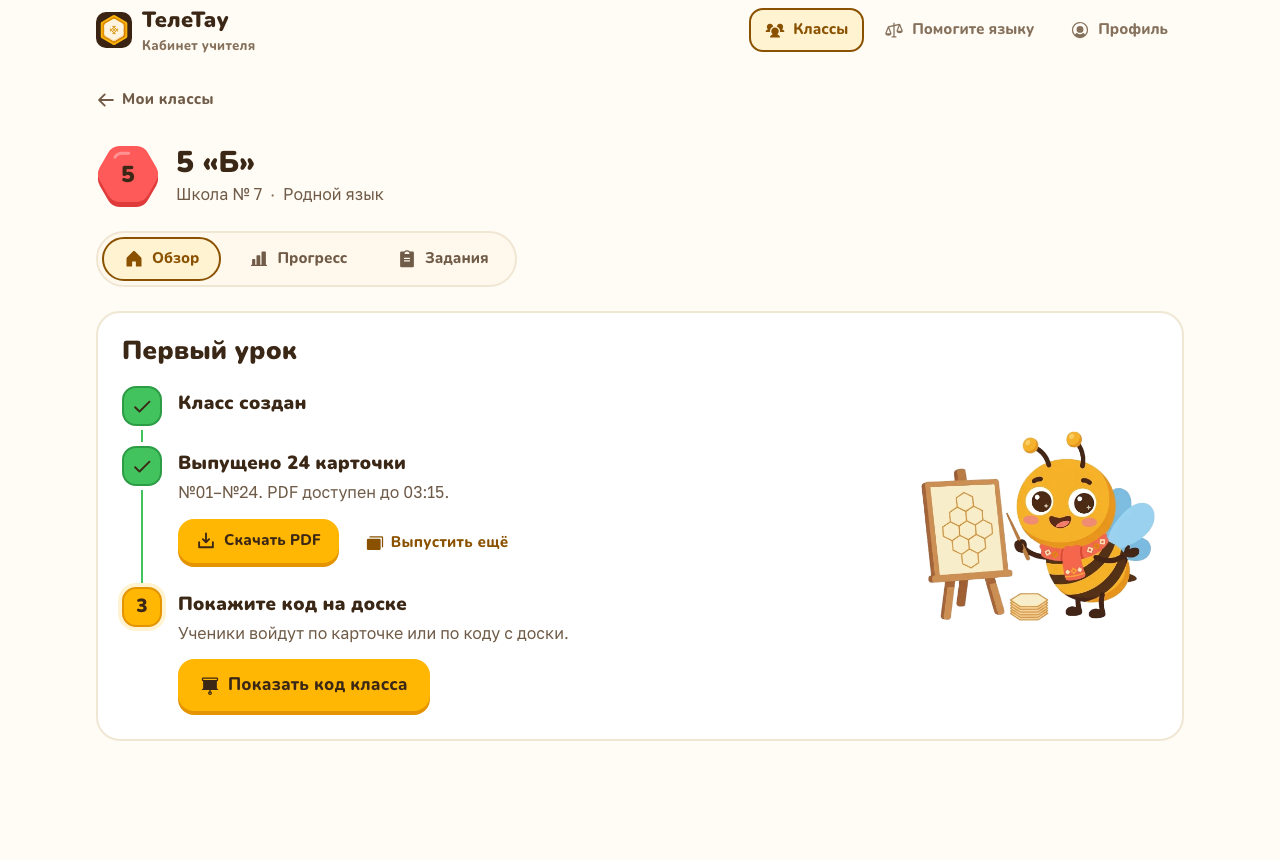 ТелеТау
Кабинет учителя
Классы
Помогите языку
Профиль
Мои классы
5
5 «Б»
Школа № 7 · Родной язык
Обзор
Прогресс
Задания
Первый урок
Класс создан
Выпущено 24 карточки
№01–№24. PDF доступен до 03:15.
Скачать PDF
Выпустить ещё
3
Покажите код на доске
Ученики войдут по карточке или по коду с доски.
Показать код класса